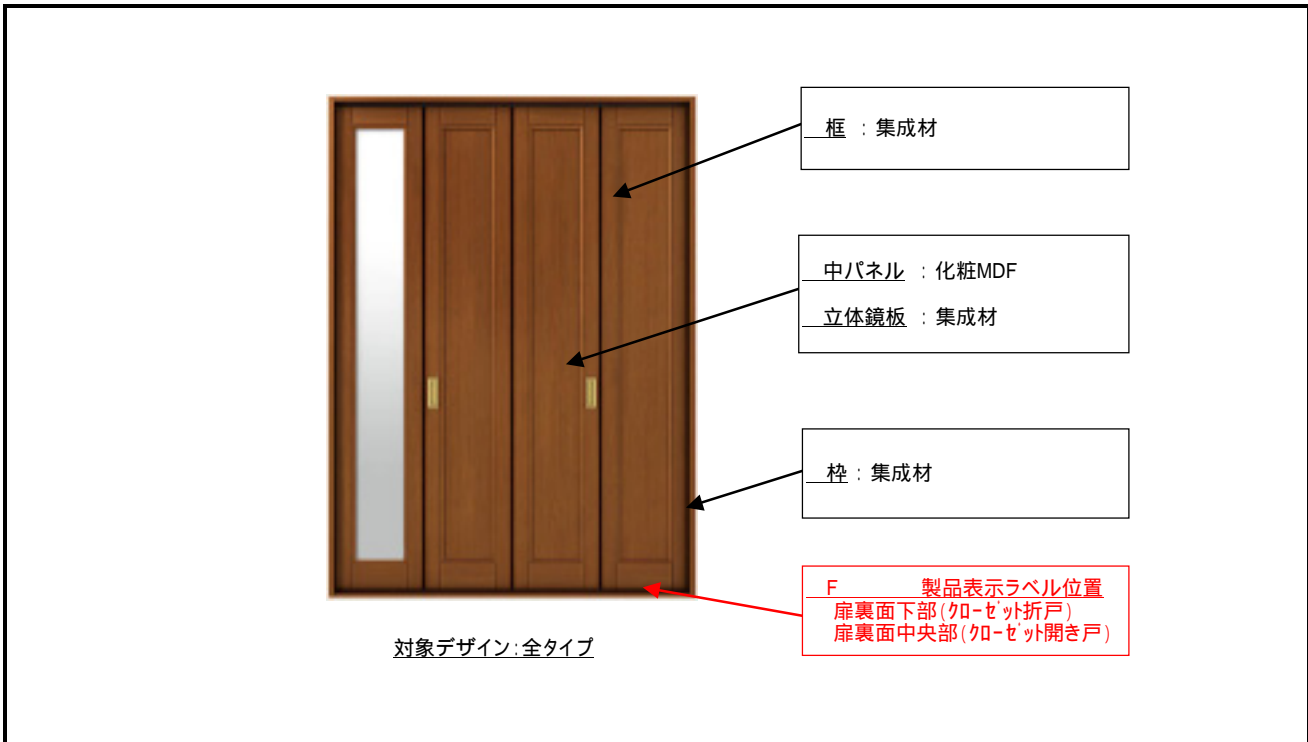 框 : 集成材
中パネル : 化粧MDF
立体鏡板 : 集成材
枠 : 集成材
F 製品表示ラベル位置
扉裏面下部(ｸﾛｰｾﾞｯﾄ折戸)
扉裏面中央部(ｸﾛｰｾﾞｯﾄ開き戸)
対象デザイン:全タイプ